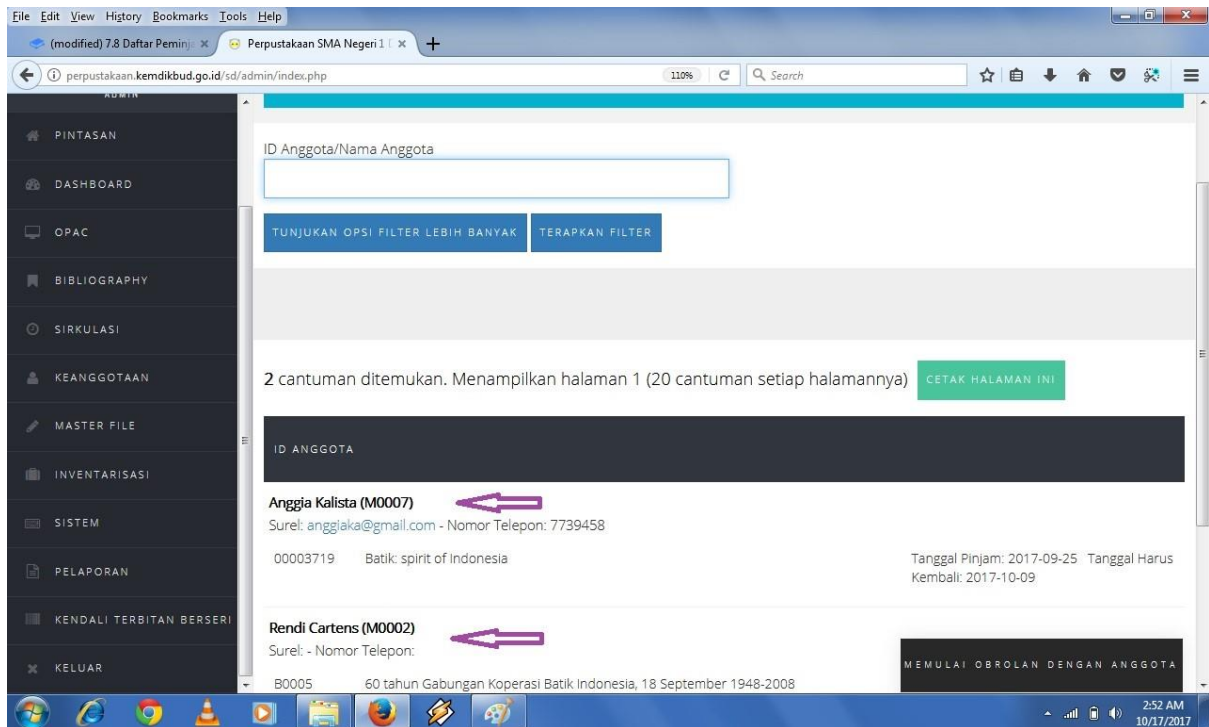 File Edit View History Bookmarks Tools Help
(modified) 7.8 Daftar Peminj
Perpustakaan SMA Negeri 1
perpustakaan.kemdikbud.go.id/sd/admin/index.php
110%
Search
ADMIN
PINTASAN
DASHBOARD
OPAC
BIBLIOGRAPHY
SIRKULASI
KEANGGOTAAN
MASTER FILE
INVENTARISASI
SISTEM
PELAPORAN
KENDALI TERBITAN BERSERI
KELUAR
ID Anggota/Nama Anggota
TUNJUKAN OPSI FILTER LEBIH BANYAK
TERAPKAN FILTER
2 cantuman ditemukan. Menampilkan halaman 1 (20 cantuman setiap halamannya)
CETAK HALAMAN INI
ID ANGGOTA
Anggia Kalista (M0007)
Surel: anggiaka@gmail.com - Nomor Telepon: 7739458
00003719 Batik: spirit of Indonesia
Tanggal Pinjam: 2017-09-25 Tanggal Harus
Kembali: 2017-10-09
Rendi Cartens (M0002)
Surel: - Nomor Telepon:
B0005 60 tahun Gabungan Koperasi Batik Indonesia, 18 September 1948-2008
MEMULAI OBROLAN DENGAN ANGGOTA
2:52 AM
10/17/2017